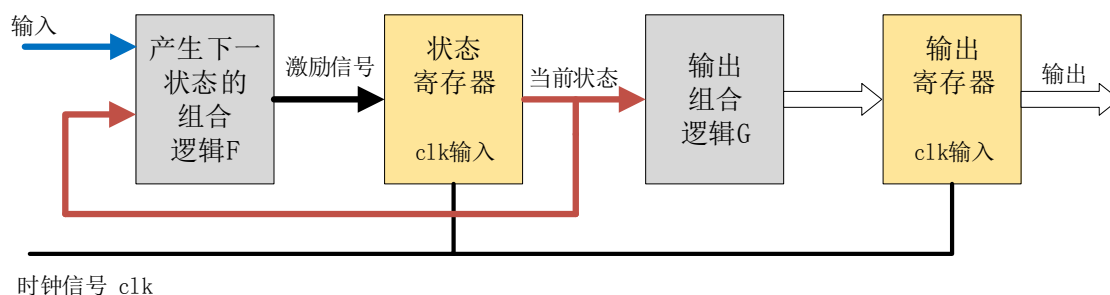 输入
产生下一
状态的
组合
逻辑F
激励信号
状态
寄存器
clk输入
当前状态
输出
组合
逻辑G
输出
寄存器
clk输入
输出
时钟信号 clk